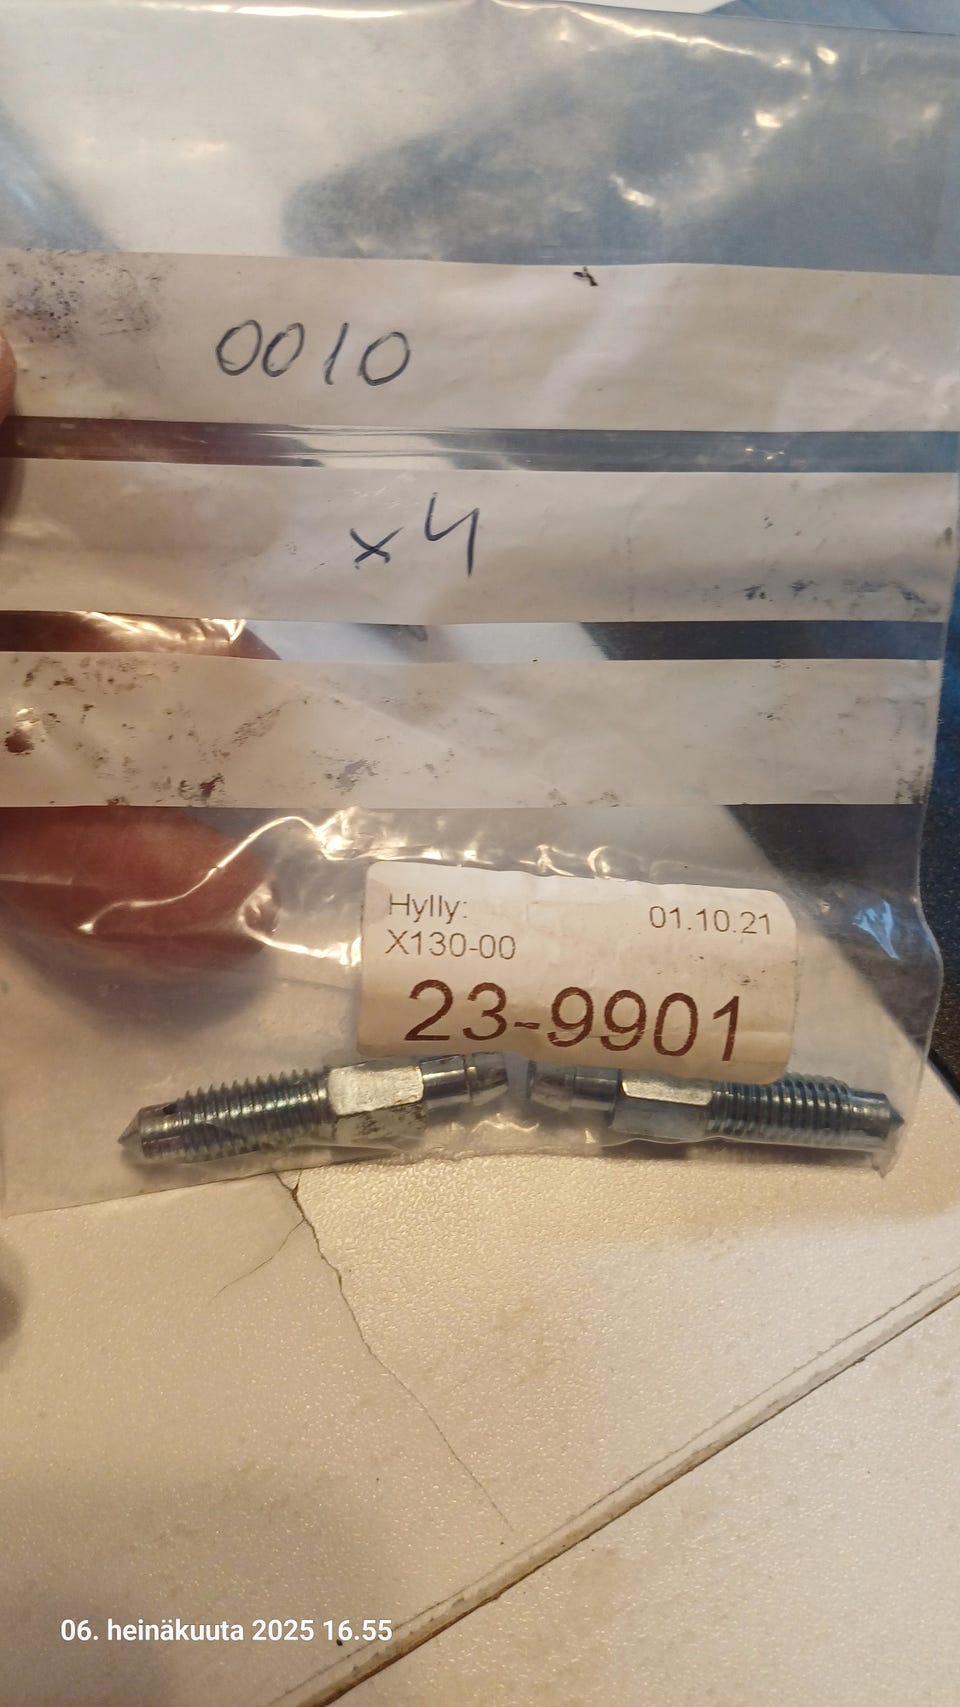 0010
x4
Hylly:
01.10.21
X130-00
23-9901
06. heinäkuuta 2025 16.55